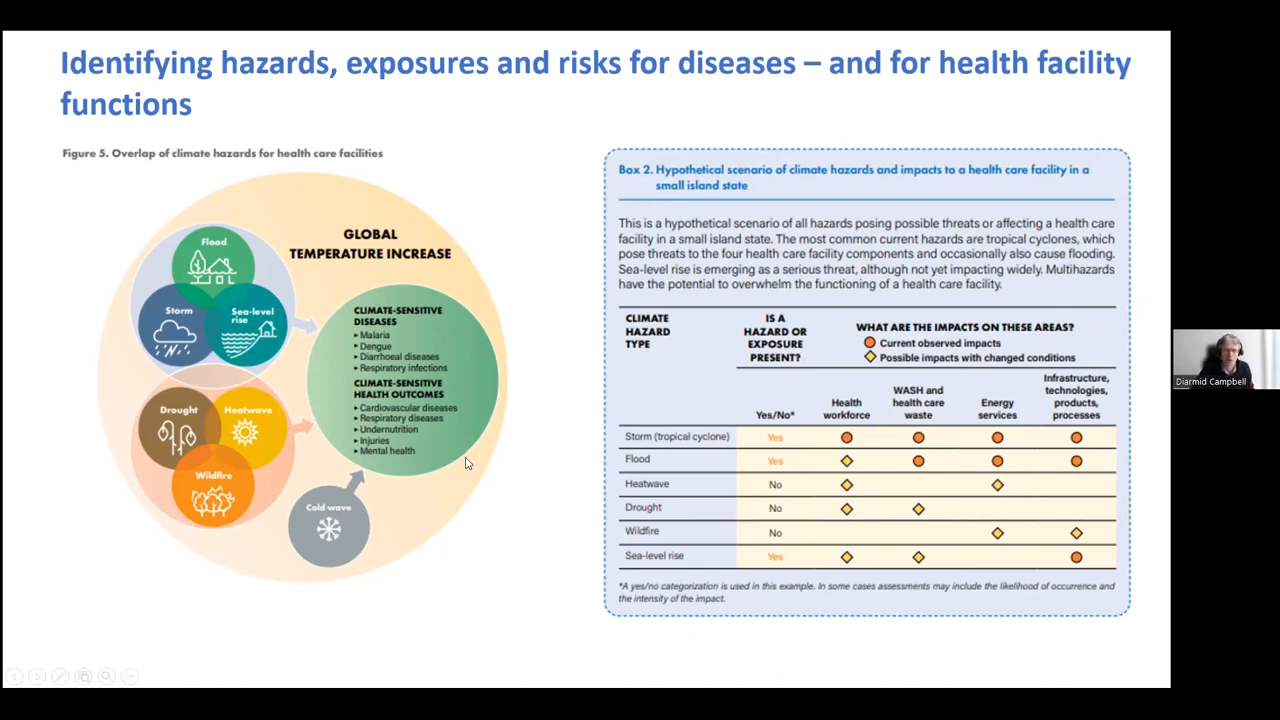 Identifying hazards, exposures and risks for diseases – and for health facility
functions
Figure 5. Overlap of climate hazards for health care facilities
GLOBAL
TEMPERATURE INCREASE
Flood
Storm
Sea-level
rise
Drought
Heatwave
Wildfire
Cold wave
CLIMATE-SENSITIVE
DISEASES
▸ Malaria
▸ Dengue
▸ Diarrhoeal diseases
▸ Respiratory infections
CLIMATE-SENSITIVE
HEALTH OUTCOMES
▸ Cardiovascular diseases
▸ Respiratory diseases
▸ Undernutrition
▸ Injuries
▸ Mental health
Box 2. Hypothetical scenario of climate hazards and impacts to a health care facility in a
small island state
This is a hypothetical scenario of all hazards posing possible threats or affecting a health care
facility in a small island state. The most common current hazards are tropical cyclones, which
pose threats to the four health care facility components and occasionally also cause flooding.
Sea-level rise is emerging as a serious threat, although not yet impacting widely. Multihazards
have the potential to overwhelm the functioning of a health care facility.
CLIMATE
HAZARD
TYPE
IS A
HAZARD OR
EXPOSURE
PRESENT?
WHAT ARE THE IMPACTS ON THESE AREAS?
Current observed impacts
Possible impacts with changed conditions
Yes/No*
Health
workforce
WASH and
health care
waste
Energy
services
Infrastructure,
technologies,
products,
processes
Storm (tropical cyclone) Yes
Flood Yes
Heatwave No
Drought No
Wildfire No
Sea-level rise Yes
*A yes/no categorization is used in this example. In some cases assessments may include the likelihood of occurrence and
the intensity of the impact.
Diarmid Campbell